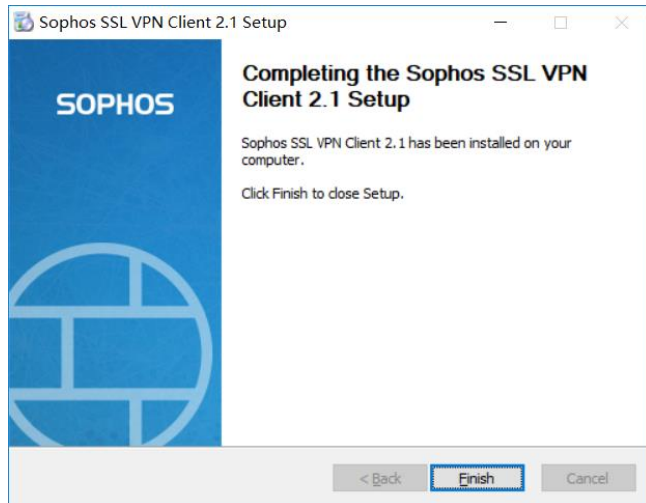 Sophos SSL VPN Client 2.1 Setup
SOPHOS
Completing the Sophos SSL VPN
Client 2.1 Setup
Sophos SSL VPN Client 2.1 has been installed on your
computer.
Click Finish to close Setup.
< Back
Finish
Cancel